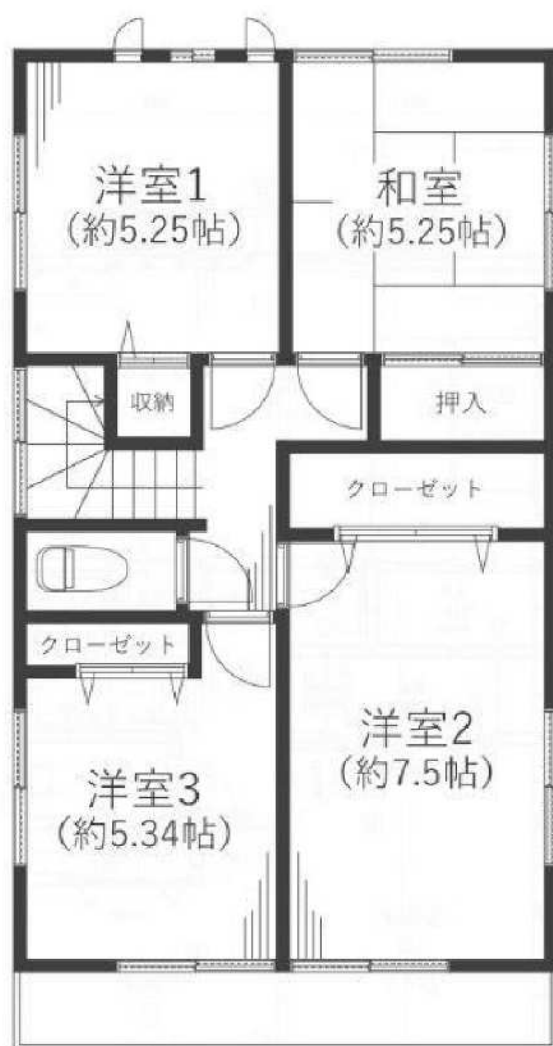 洋室1
(約5.25帖)
和室
(約5.25帖)
収納
押入
クローゼット
クローゼット
洋室2
(約7.5帖)
洋室3
(約5.34帖)